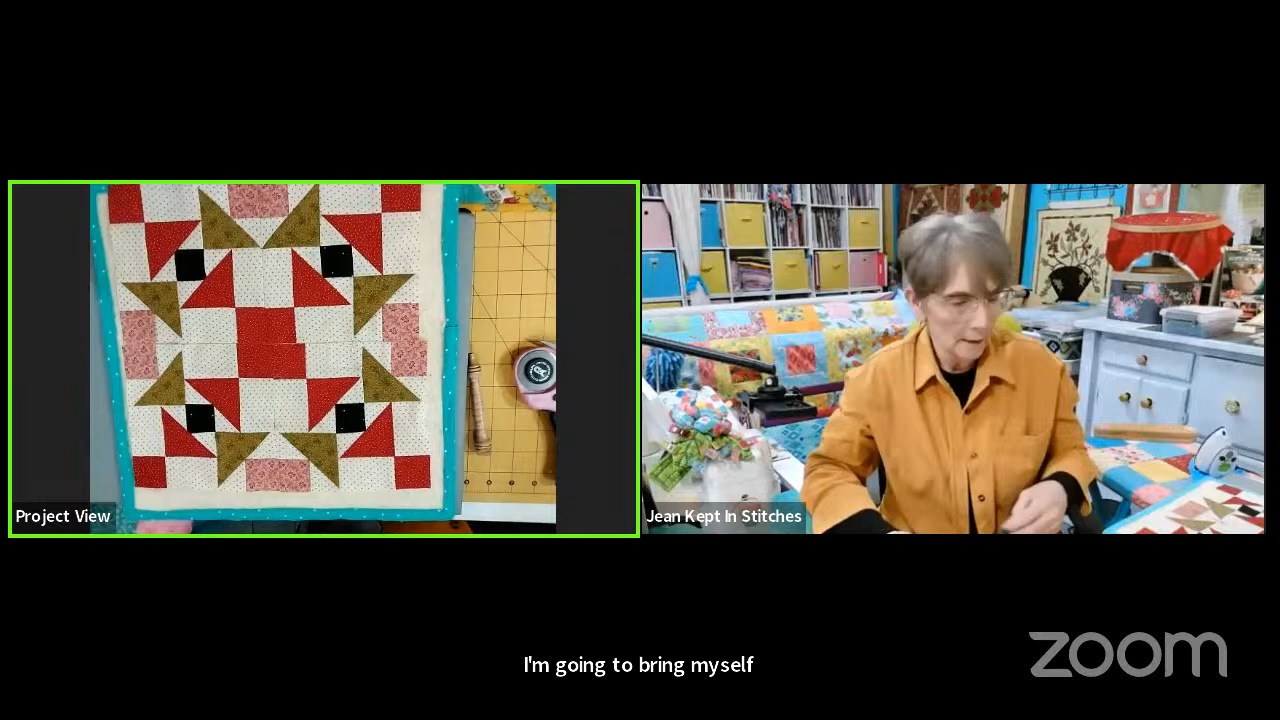 Project View
Jean Kept In Stitches
I'm going to bring myself
zoom